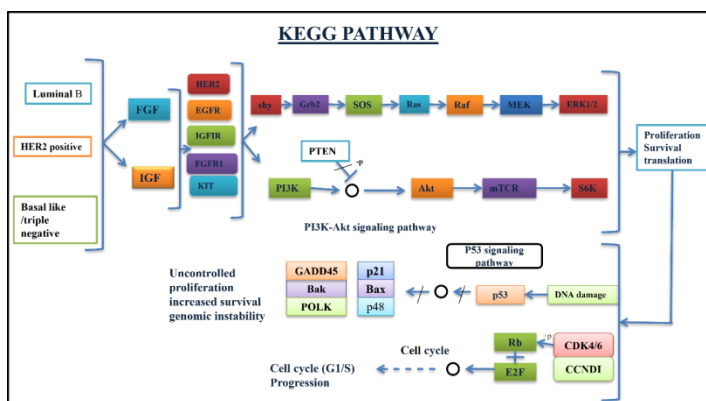 KEGG PATHWAY
Luminal B
HER2 positive
Basal like
/triple
negative
FGF
IGF
HER2
EGFR
IGFIR
FGFR1
KIT
shy
Grb2
SOS
Ras
Raf
MEK
ERK1/2
PTEN
-p
PI3K
Akt
mTCR
S6K
PI3K-Akt signaling pathway
Proliferation
Survival
translation
P53 signaling
pathway
Uncontrolled
proliferation
increased survival
genomic instability
GADD45
Bak
POLK
p21
Bax
p48
p53
DNA damage
Rb
E2F
-p
CDK4/6
CCNDI
Cell cycle
Cell cycle (G1/S)
Progression